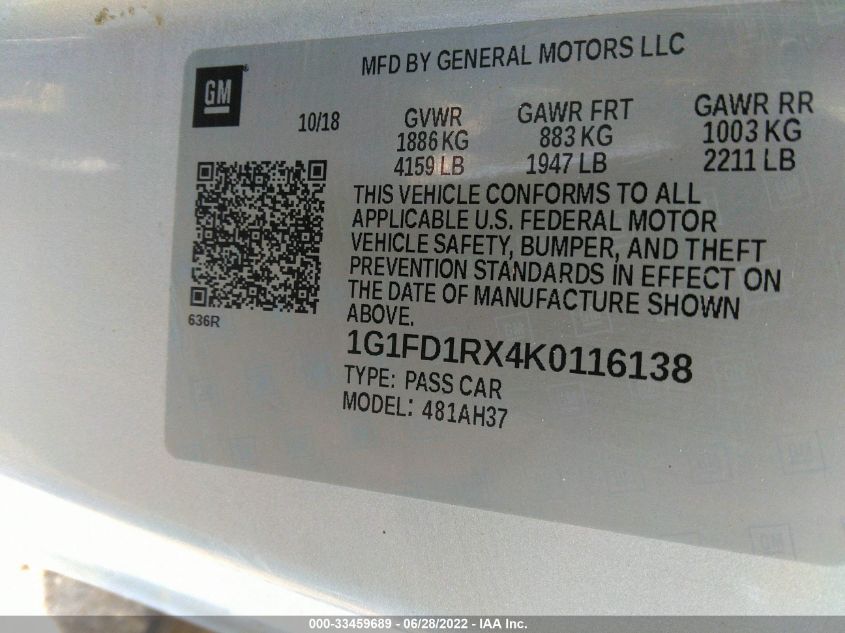 MFD BY GENERAL MOTORS LLC
GM
10/18
GVWR GAWR FRT GAWR RR
1886 KG 883 KG 1003 KG
4159 LB 1947 LB 2211 LB
THIS VEHICLE CONFORMS TO ALL
APPLICABLE U.S. FEDERAL MOTOR
VEHICLE SAFETY, BUMPER, AND THEFT
PREVENTION STANDARDS IN EFFECT ON
THE DATE OF MANUFACTURE SHOWN
ABOVE.
636R
1G1FD1RX4K0116138
TYPE: PASS CAR
MODEL: 481AH37
000-33459689 - 06/28/2022 - IAA Inc.